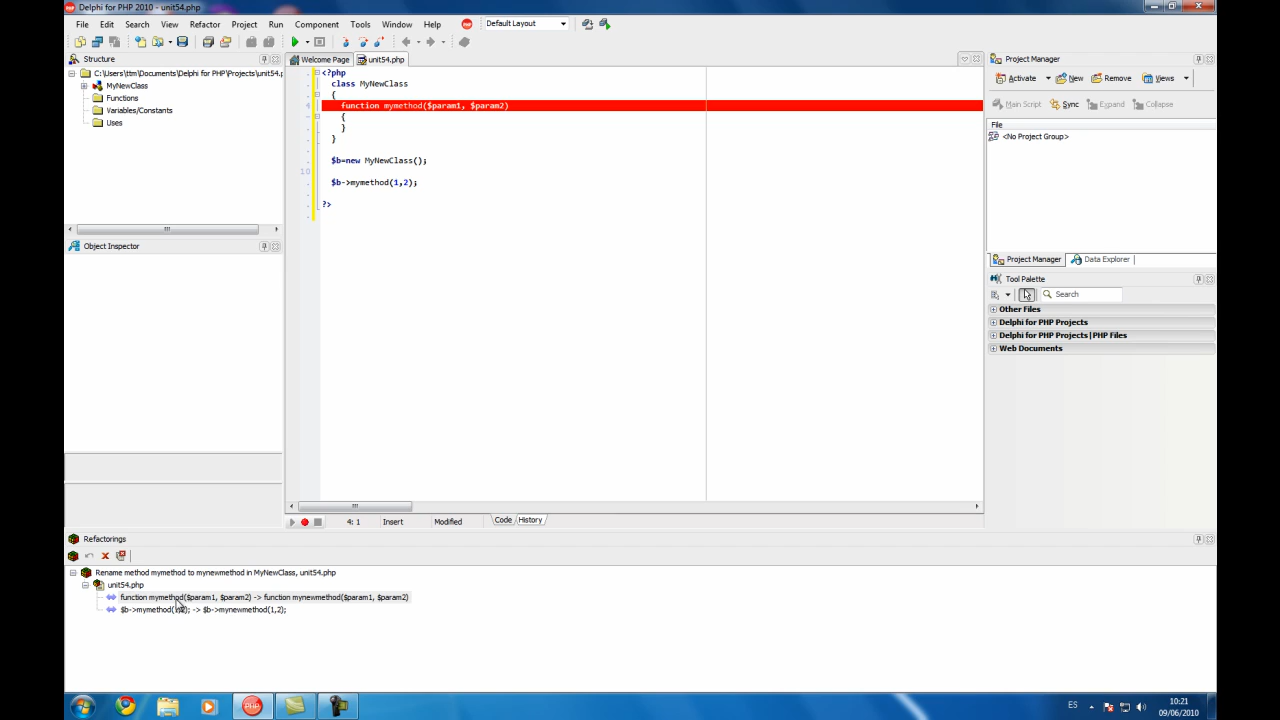 Delphi for PHP 2010 - unit54.php
File Edit Search View Refactor Project Run Component Tools Window Help
Default Layout
Structure
C:\Users\ttm\Documents\Delphi for PHP\Projects\unit54.p
MyNewClass
Functions
Variables/Constants
Uses
Object Inspector
Welcome Page unit54.php
<?php
class MyNewClass
{
4 function mymethod($param1, $param2)
{
}
}
$b=new MyNewClass();
10
$b->mymethod(1,2);
?>
4: 1 Insert Modified Code History
Project Manager
Activate New Remove Views
Main Script Sync Expand Collapse
File
<No Project Group>
Project Manager Data Explorer
Tool Palette
Search
Other Files
Delphi for PHP Projects
Delphi for PHP Projects|PHP Files
Web Documents
Refactorings
Rename method mymethod to mynewmethod in MyNewClass, unit54.php
unit54.php
function mymethod($param1, $param2) -> function mynewmethod($param1, $param2)
$b->mymethod(1,2); -> $b->mynewmethod(1,2);
PHP
ES
10:21
09/06/2010